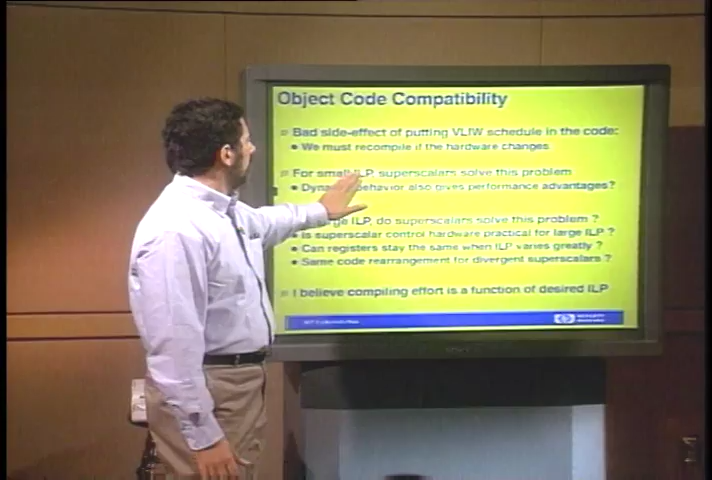 Object Code Compatibility
Bad side-effect of putting VLIW schedule in the code:
• We must recompile if the hardware changes.
For small ILP, superscalars solve this problem
• behavior also gives performance advantages?
ILP, do superscalars solve this problem ?
• Is superscalar control hardware practical for large ILP ?
• Can registers stay the same when ILP varies greatly ?
• Same code rearrangement for divergent superscalars ?
I believe compiling effort is a function of desired ILP
hp